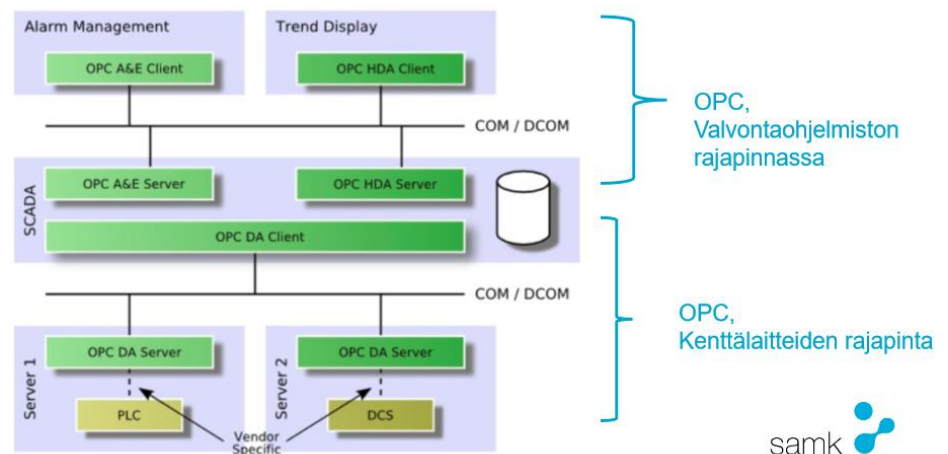 Alarm Management
Trend Display
OPC A&E Client
OPC HDA Client
COM / DCOM
OPC,
Valvontaohjelmiston
rajapinnassa
SCADA
OPC A&E Server
OPC HDA Server
OPC DA Client
COM / DCOM
OPC,
Kenttälaitteiden rajapinta
Server 1
OPC DA Server
PLC
Server 2
OPC DA Server
DCS
Vendor
Specific
samk